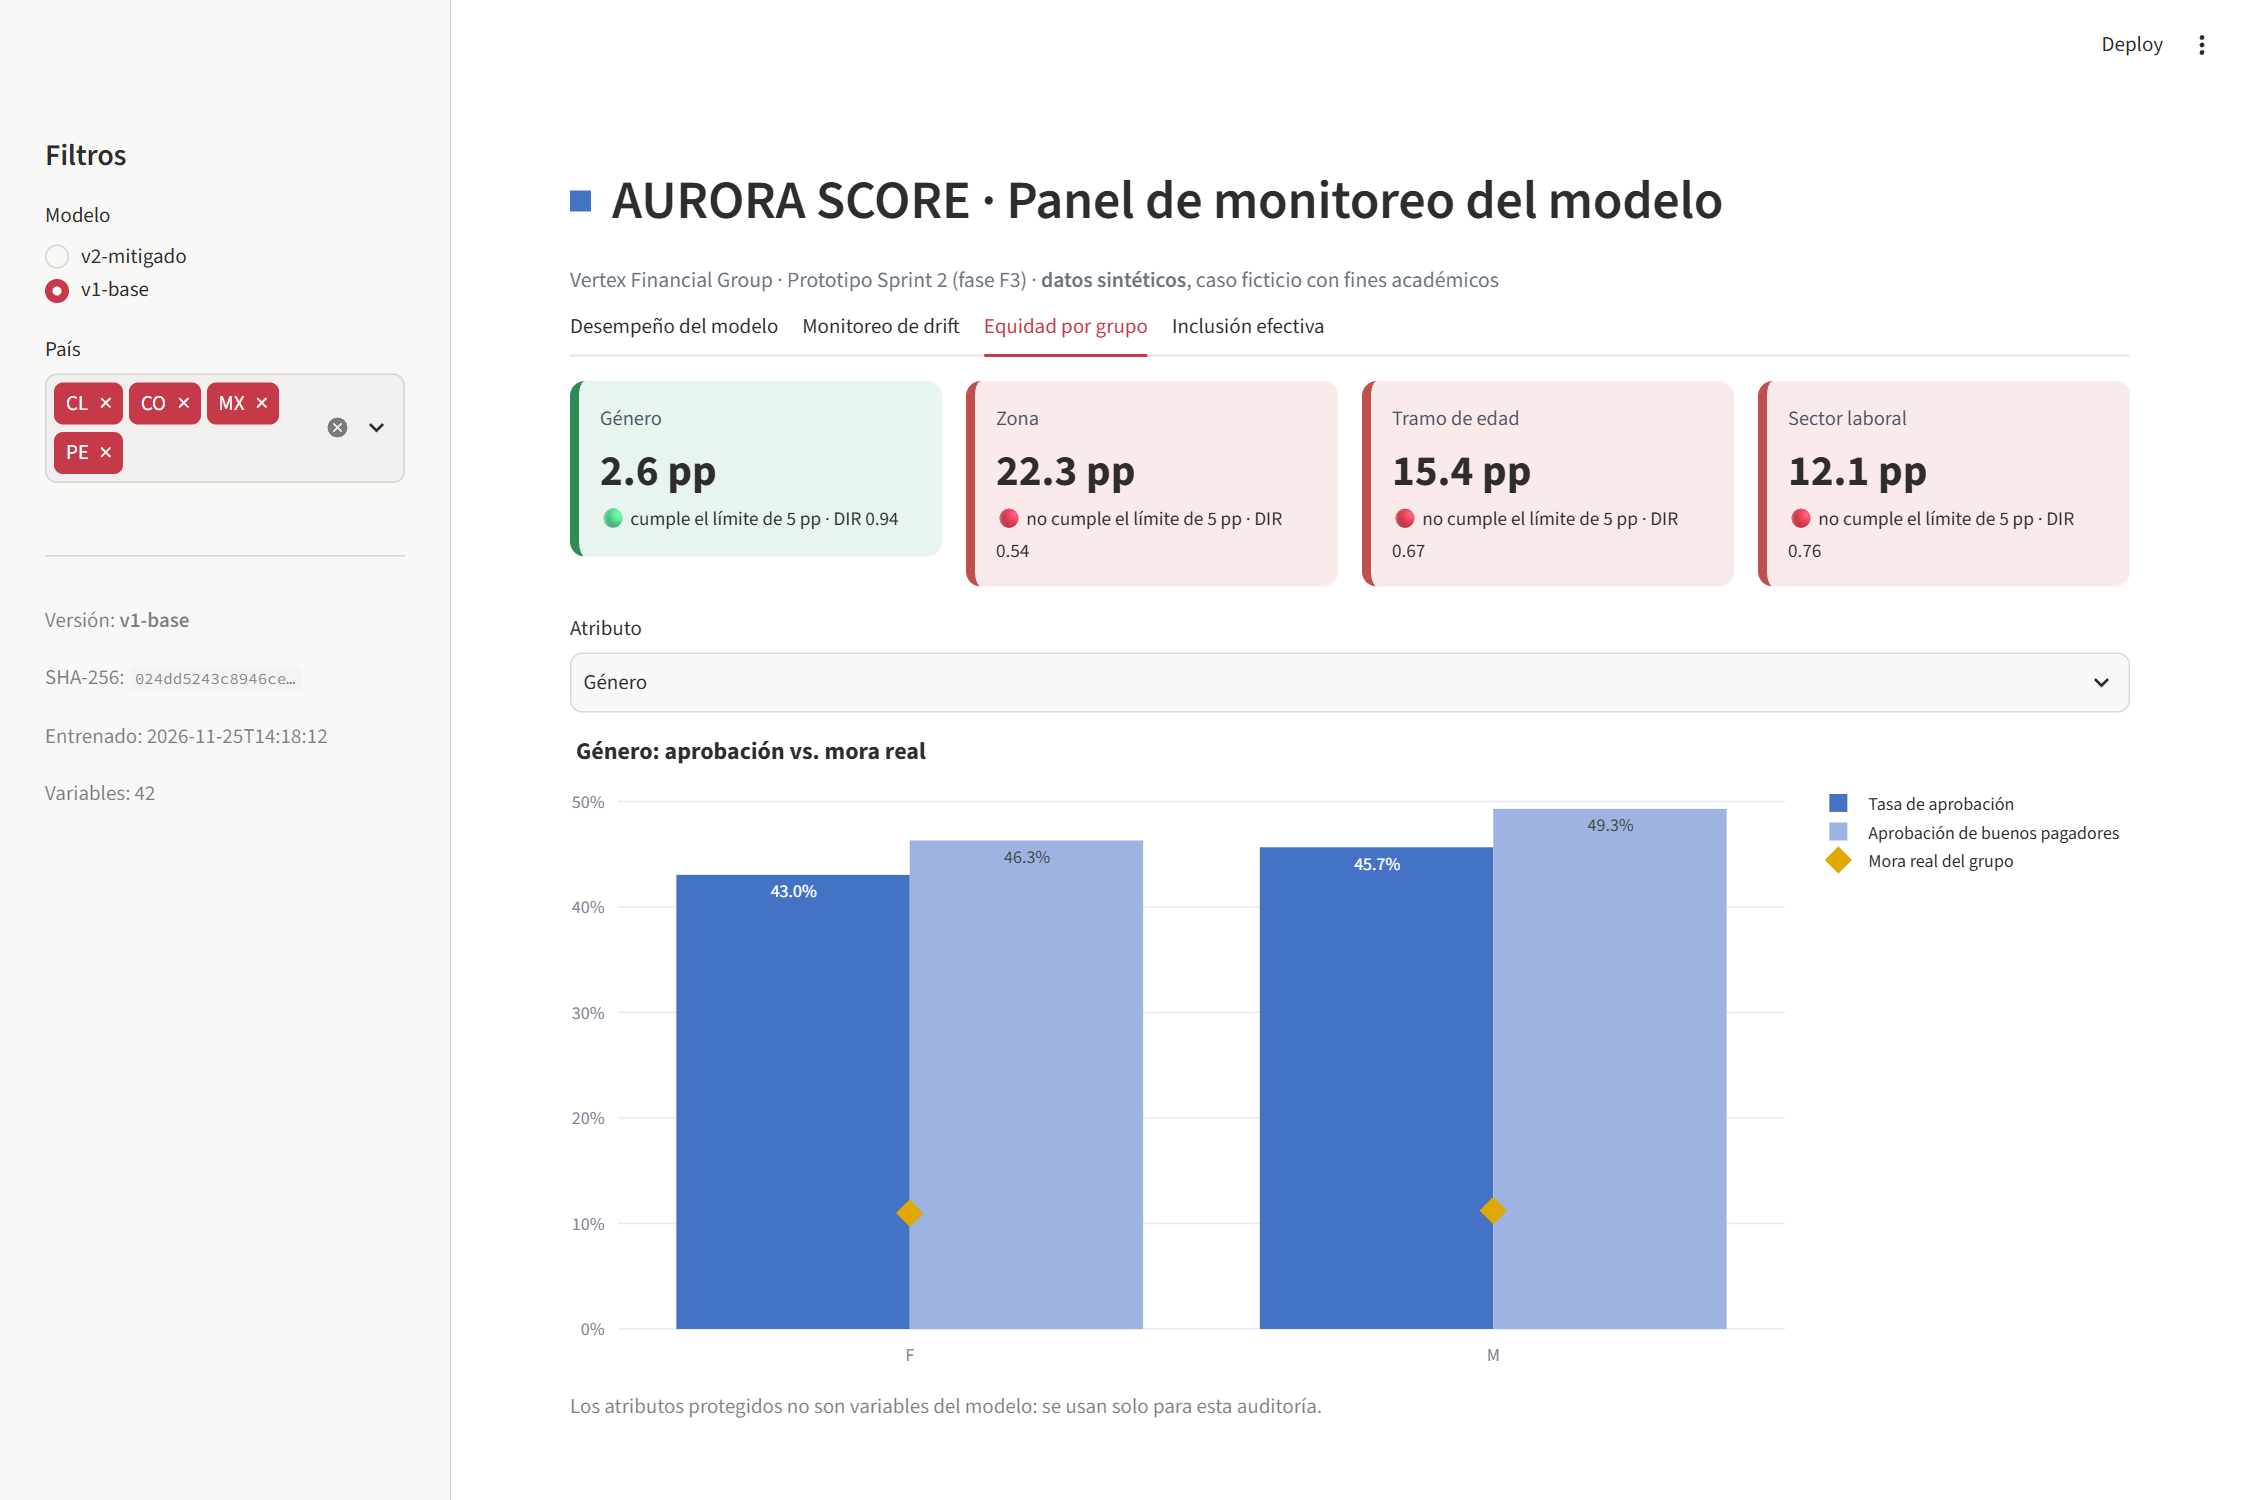 Deploy
Filtros
Modelo
v2-mitigado
v1-base
País
CL × CO × MX ×
PE ×
Versión: v1-base
SHA-256: 024dd5243c8946ce…
Entrenado: 2026-11-25T14:18:12
Variables: 42
AURORA SCORE · Panel de monitoreo del modelo
Vertex Financial Group · Prototipo Sprint 2 (fase F3) · datos sintéticos, caso ficticio con fines académicos
Desempeño del modelo Monitoreo de drift Equidad por grupo Inclusión efectiva
Género
2.6 pp
cumple el límite de 5 pp · DIR 0.94
Zona
22.3 pp
no cumple el límite de 5 pp · DIR
0.54
Tramo de edad
15.4 pp
no cumple el límite de 5 pp · DIR
0.67
Sector laboral
12.1 pp
no cumple el límite de 5 pp · DIR
0.76
Atributo
Género
Género: aprobación vs. mora real
50%
40%
30%
20%
10%
0%
43.0%
46.3%
45.7%
49.3%
F
M
Tasa de aprobación
Aprobación de buenos pagadores
Mora real del grupo
Los atributos protegidos no son variables del modelo: se usan solo para esta auditoría.